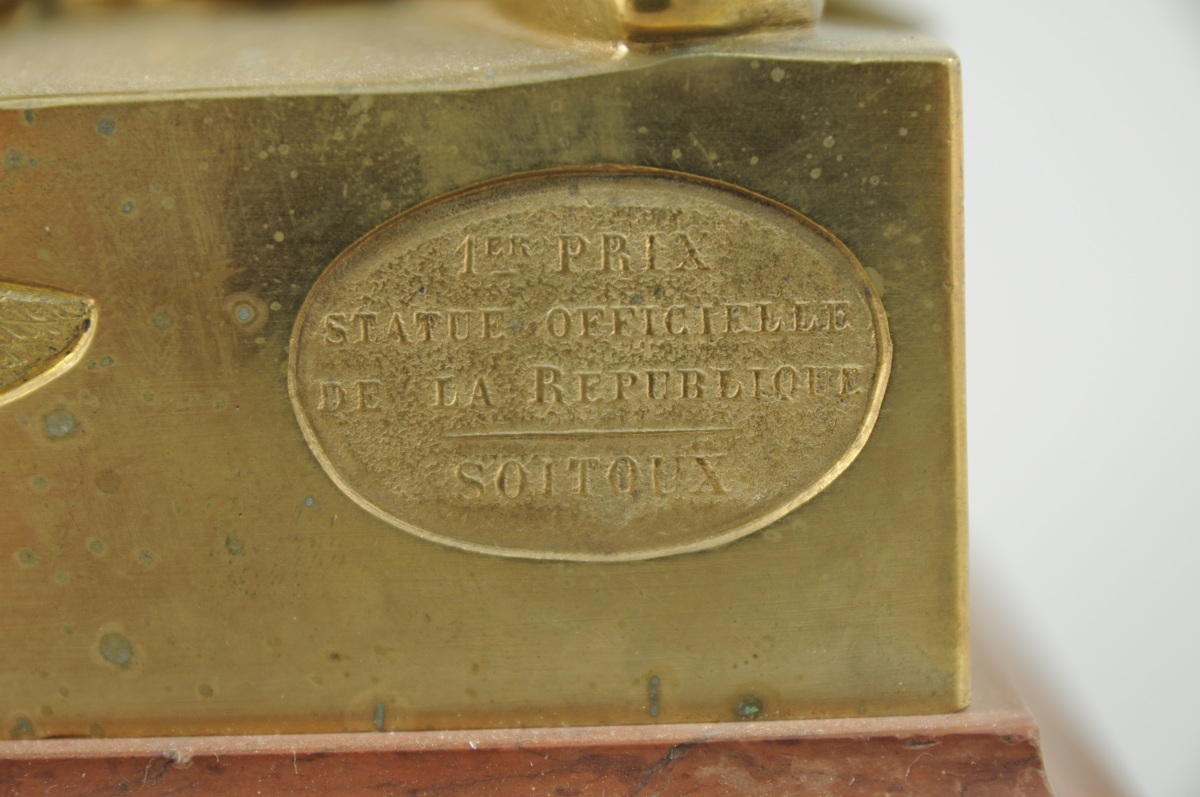 1ER PRIX
STATUE OFFICIELLE
DE LA REPUBLIQUE
SOITOUX